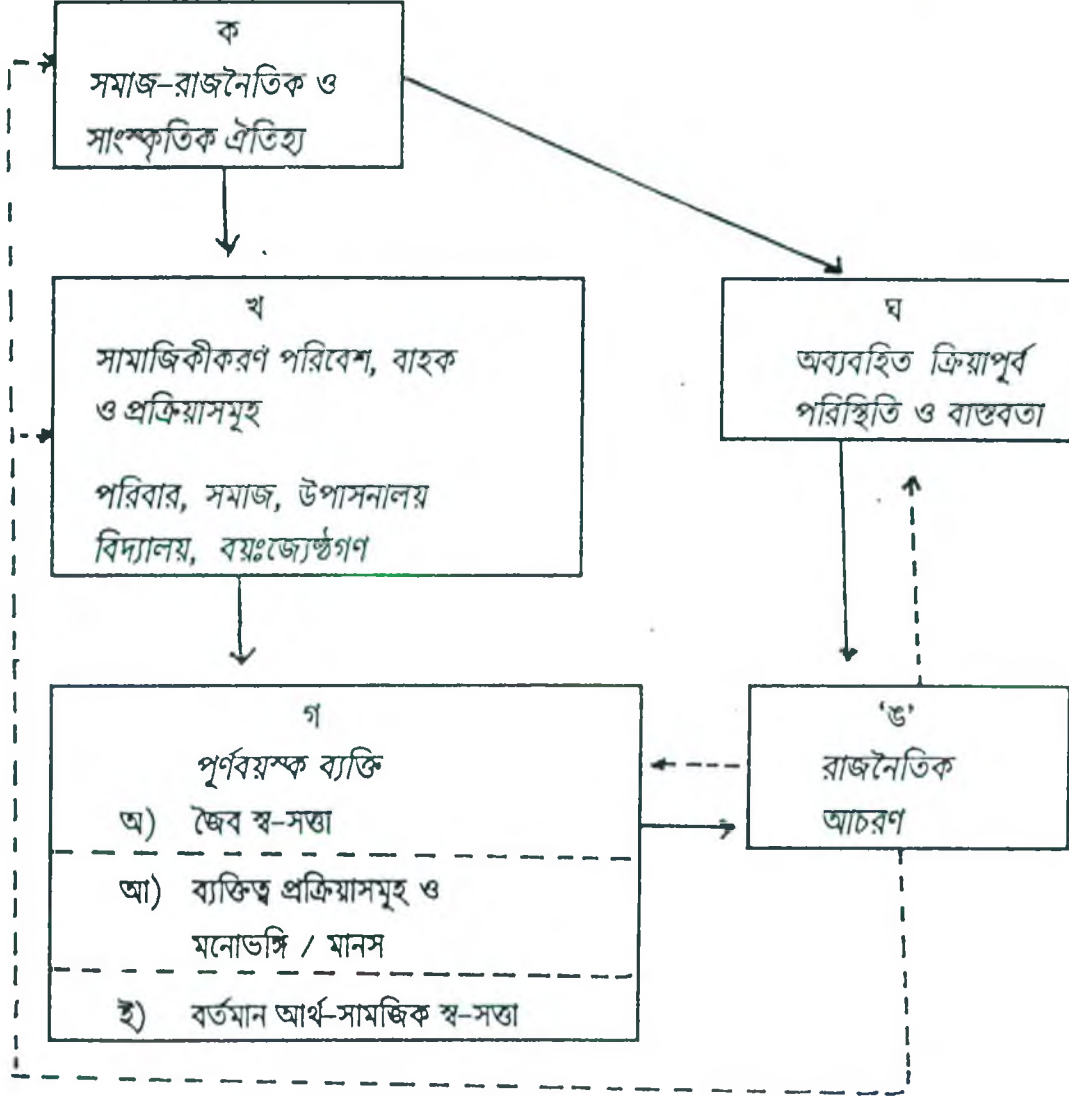 ক
সমাজ-রাজনৈতিক ও
সাংস্কৃতিক ঐতিহ্য
খ
সামাজিকীকরণ পরিবেশ, বাহক
ও প্রক্রিয়াসমূহ
পরিবার, সমাজ, উপাসনালয়
বিদ্যালয়, বয়ঃজ্যেষ্ঠগণ
ঘ
অব্যবহিত ক্রিয়াপূর্ব
পরিস্থিতি ও বাস্তবতা
গ
পূর্ণবয়স্ক ব্যক্তি
অ) জৈব স্ব-সত্তা
আ) ব্যক্তিত্ব প্রক্রিয়াসমূহ ও
মনোভঙ্গি / মানস
ই) বর্তমান আর্থ-সামজিক স্ব-সত্তা
‘ঙ’
রাজনৈতিক
আচরণ